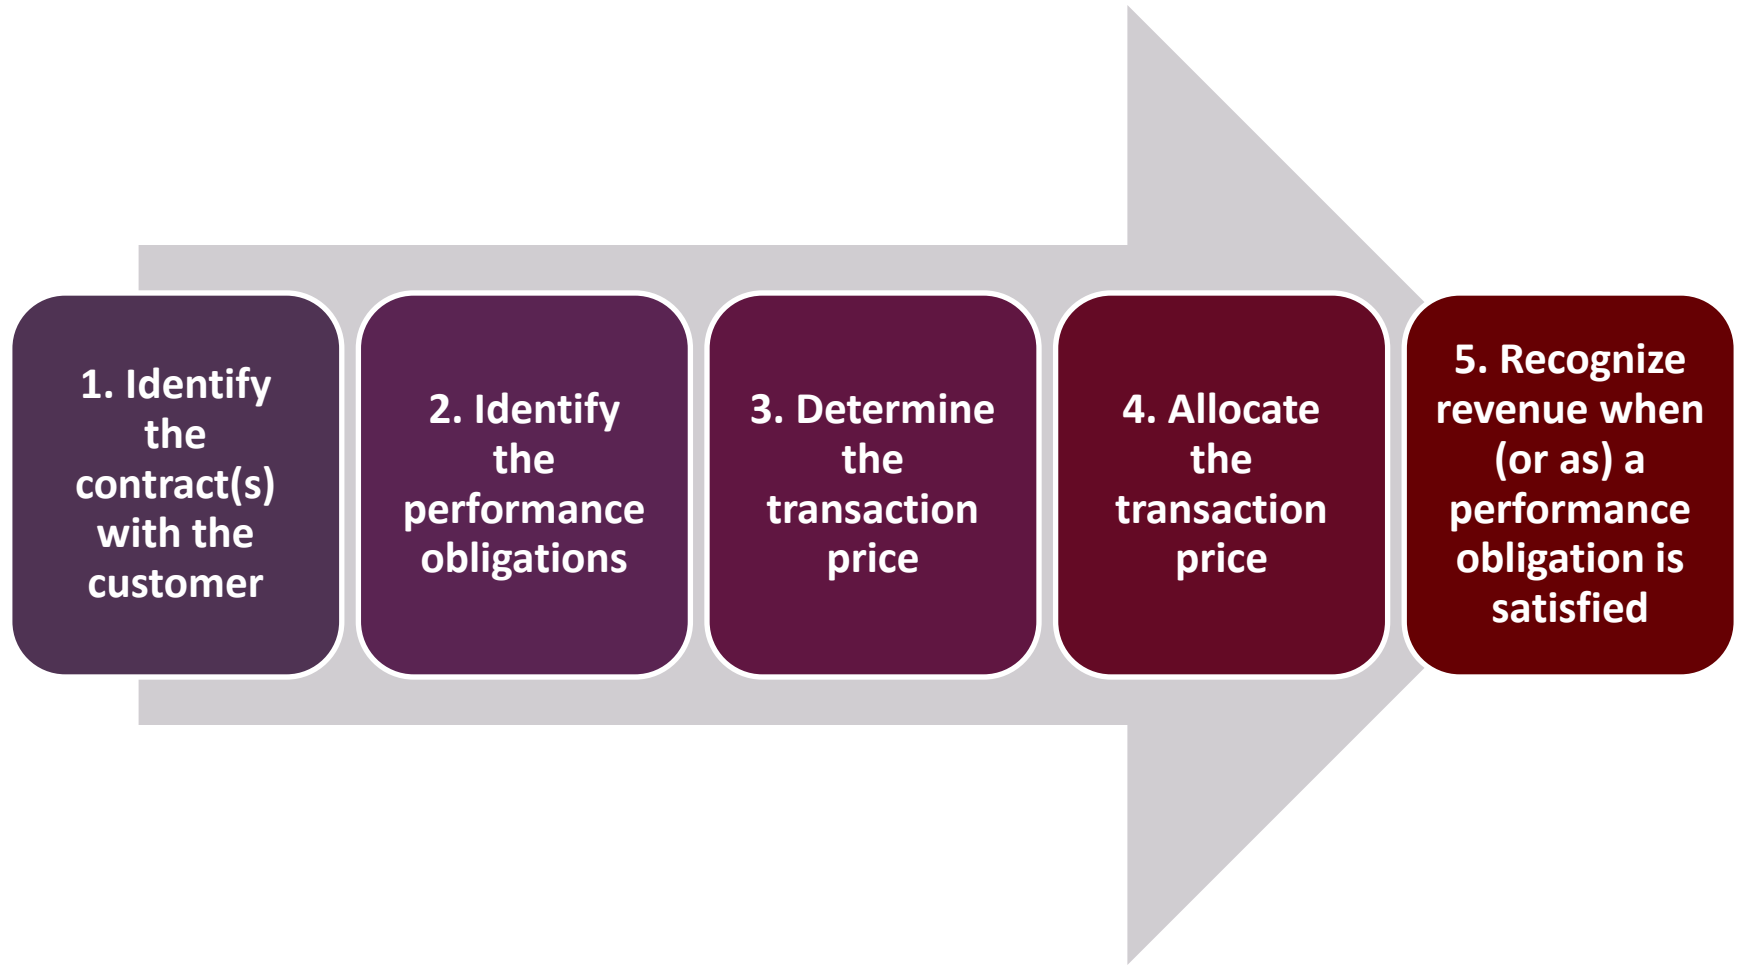 1. Identify
the
contract(s)
with the
customer
2. Identify
the
performance
obligations
3. Determine
the
transaction
price
4. Allocate
the
transaction
price
5. Recognize
revenue when
(or as) a
performance
obligation is
satisfied